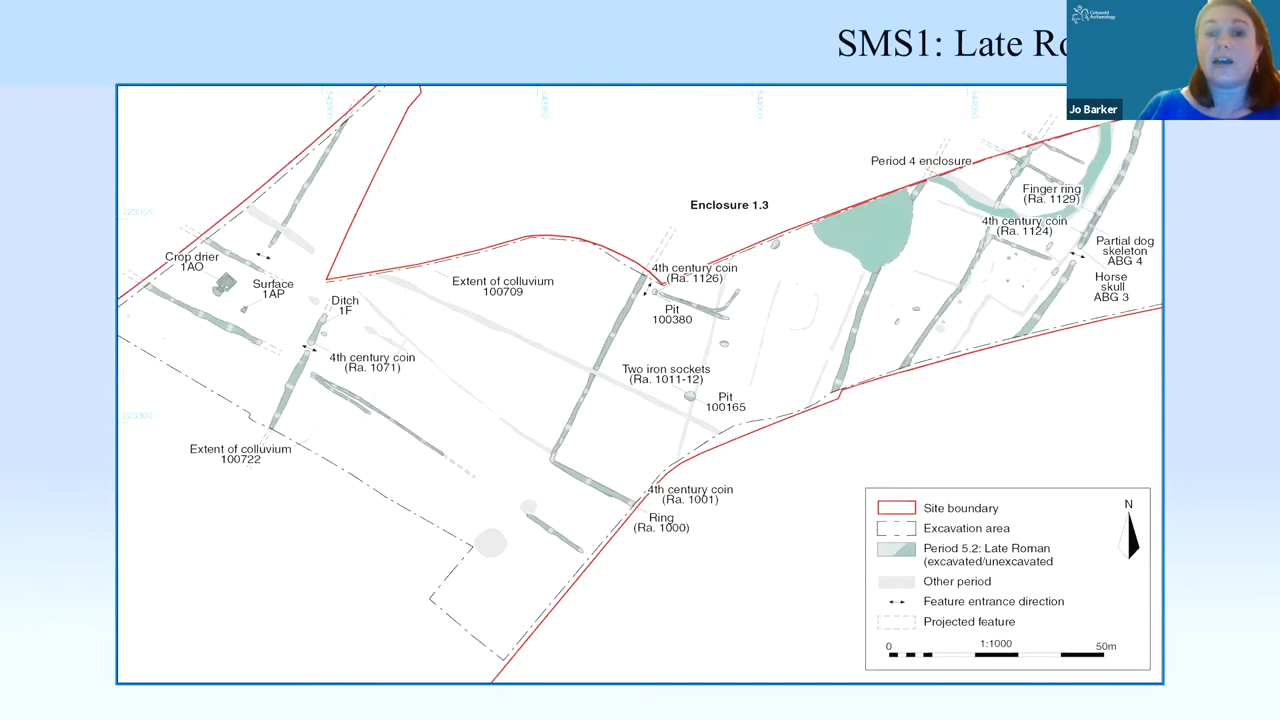 SMS1: Late Ro
Cotswold
Archaeology
Jo Barker
Period 4 enclosure
Finger ring
(Ra. 1129)
Enclosure 1.3
4th century coin
(Ra. 1124)
Partial dog
skeleton
ABG 4
223350
Crop drier
1AO
4th century coin
(Ra. 1126)
Horse
skull
ABG 3
Surface
1AP
Extent of colluvium
100709
Ditch
1F
Pit
100380
4th century coin
(Ra. 1071)
Two iron sockets
(Ra. 1011-12)
Pit
100165
223300
Extent of colluvium
100722
4th century coin
(Ra. 1001)
Ring
(Ra. 1000)
Site boundary
N
Excavation area
Period 5.2: Late Roman
(excavated/unexcavated
Other period
Feature entrance direction
Projected feature
0
1:1000
50m